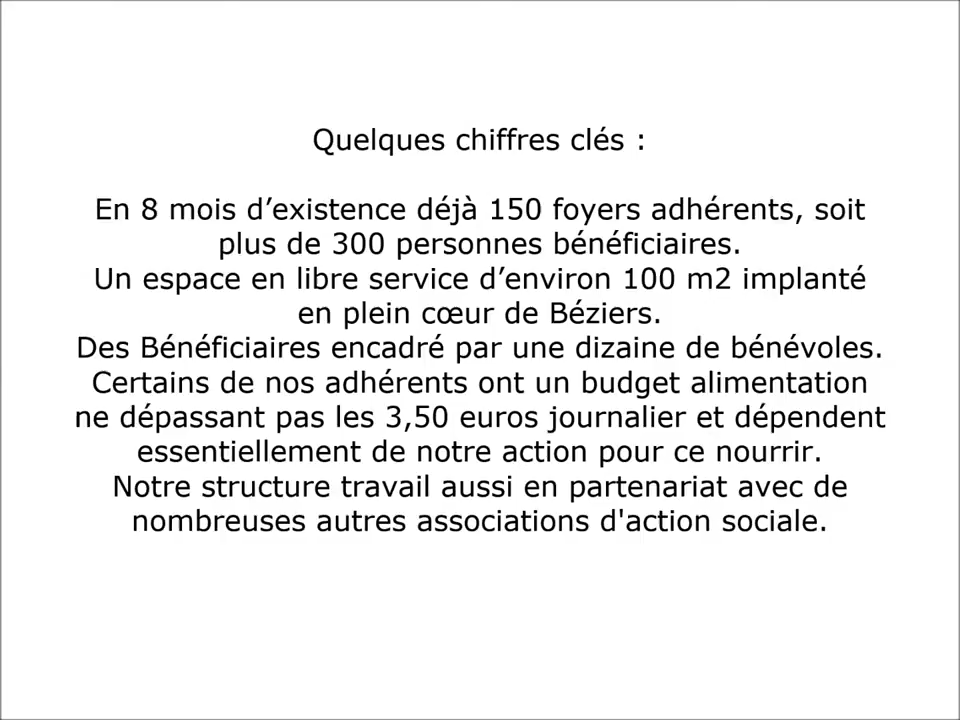 Quelques chiffres clés :
En 8 mois d’existence déjà 150 foyers adhérents, soit
plus de 300 personnes bénéficiaires.
Un espace en libre service d’environ 100 m2 implanté
en plein cœur de Béziers.
Des Bénéficiaires encadré par une dizaine de bénévoles.
Certains de nos adhérents ont un budget alimentation
ne dépassant pas les 3,50 euros journalier et dépendent
essentiellement de notre action pour ce nourrir.
Notre structure travail aussi en partenariat avec de
nombreuses autres associations d'action sociale.